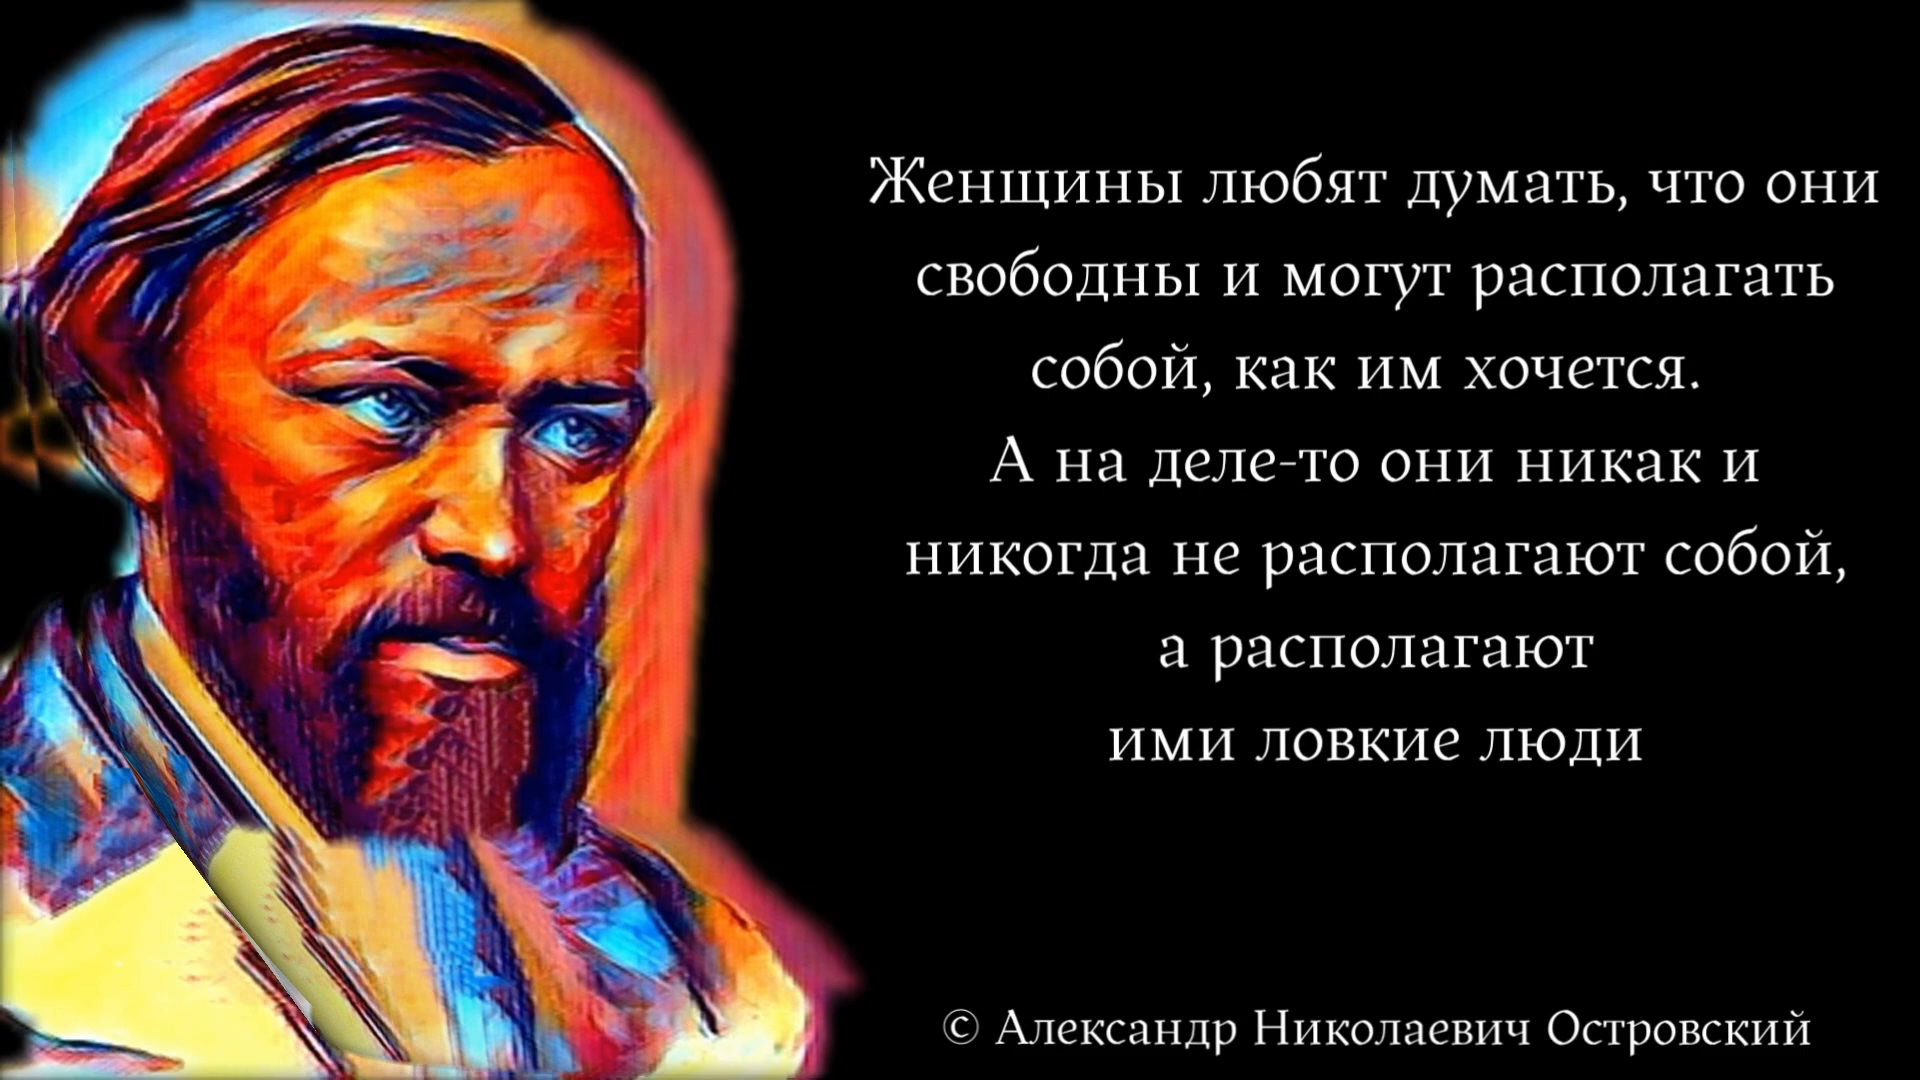 Женщины любят думать, что они
свободны и могут располагать
собой, как им хочется.
А на деле-то они никак и
никогда не располагают собой,
а располагают
ими ловкие люди
© Александр Николаевич Островский